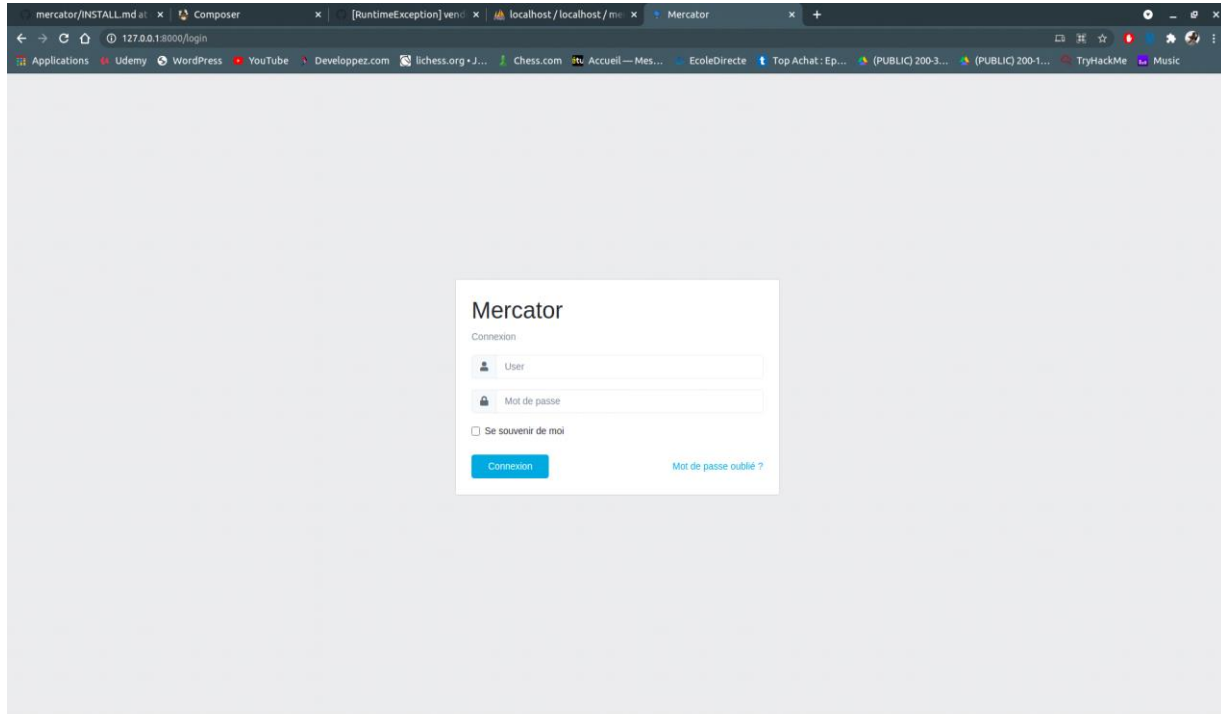 mercator/INSTALL.md at
Composer
[RuntimeException] vend
localhost / localhost / me
Mercator
127.0.0.1:8000/login
Applications Udemy WordPress YouTube Developpez.com lichess.org • J... Chess.com Accueil — Mes... EcoleDirecte Top Achat : Ep... (PUBLIC) 200-3... (PUBLIC) 200-1... TryHackMe Music
Mercator
Connexion
User
Mot de passe
Se souvenir de moi
Connexion
Mot de passe oublié ?